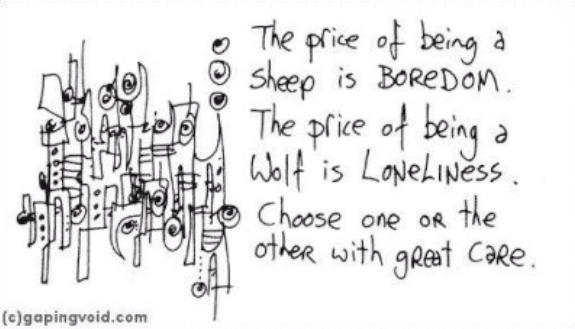 The price of being a
Sheep is BOREDOM.
The price of being a
Wolf is LONELINESS.
Choose one OR the
other with great CARE.
(c)gapingvoid.com